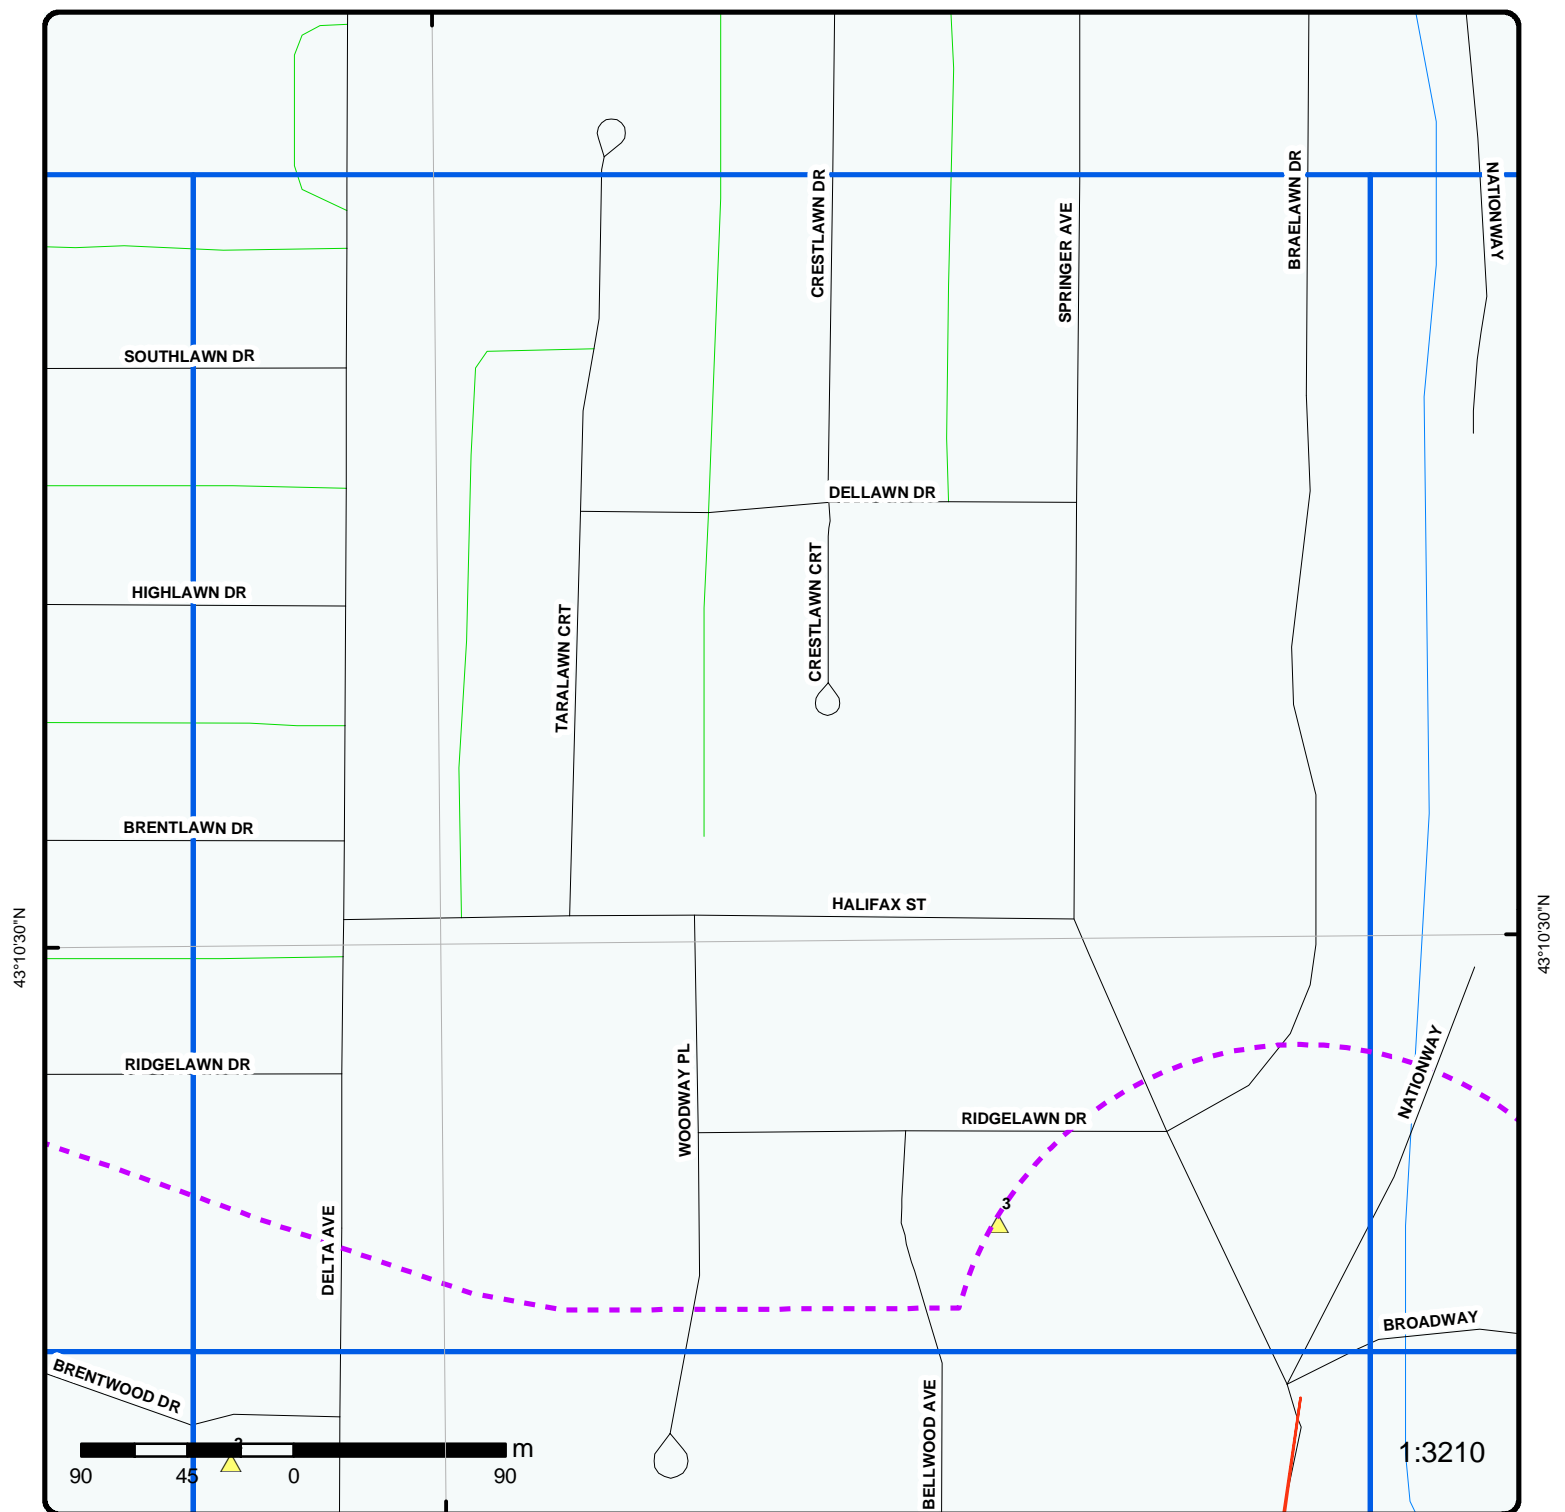 NATIONWAY
CRESTLAWN DR
BRAELAWN DR
SPRINGER AVE
SOUTHLAWN DR
DELLAWN DR
CRESTLAWN CRT
HIGHLAWN DR
TARALAWN CRT
BRENTLAWN DR
HALIFAX ST
43°10'30"N
43°10'30"N
RIDGELAWN DR
WOODWAY PL
NATIONWAY
RIDGELAWN DR
3
DELTA AVE
BROADWAY
BRENTWOOD DR
BELLWOOD AVE
m
90
45
0
90
1:3210